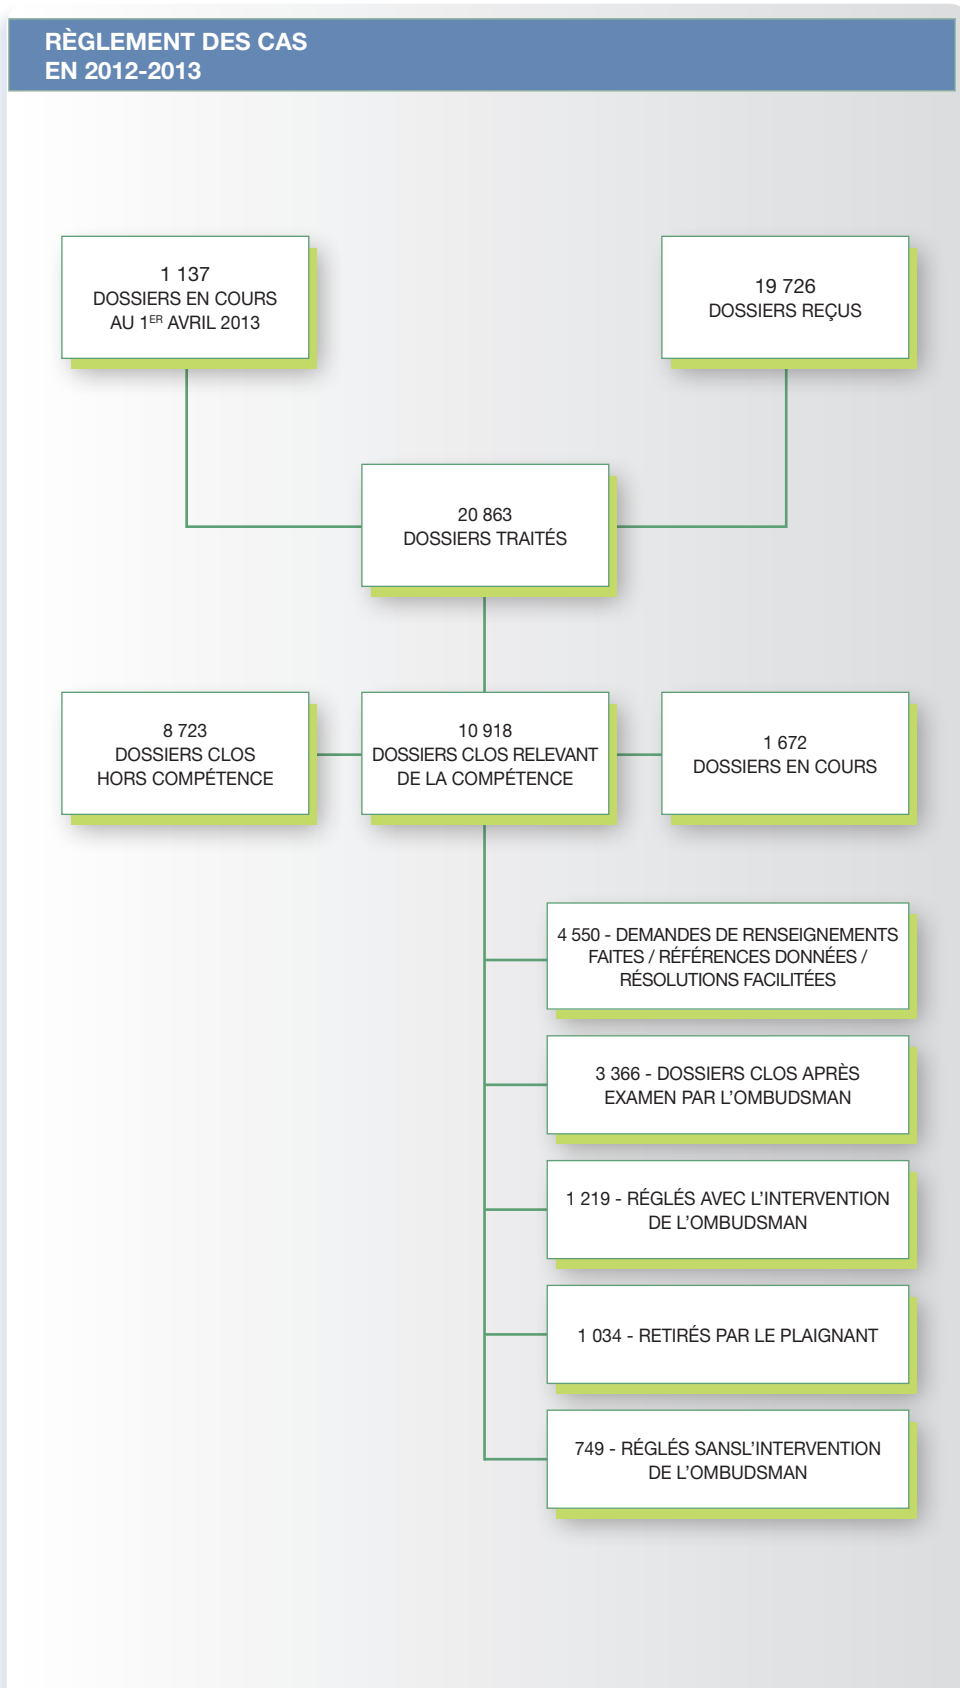 RÈGLEMENT DES CAS
EN 2012-2013
1 137
DOSSIERS EN COURS
AU 1ER AVRIL 2013
19 726
DOSSIERS REÇUS
20 863
DOSSIERS TRAITÉS
8 723
DOSSIERS CLOS
HORS COMPÉTENCE
10 918
DOSSIERS CLOS RELEVANT
DE LA COMPÉTENCE
1 672
DOSSIERS EN COURS
4 550 - DEMANDES DE RENSEIGNEMENTS
FAITES / RÉFÉRENCES DONNÉES /
RÉSOLUTIONS FACILITÉES
3 366 - DOSSIERS CLOS APRÈS
EXAMEN PAR L’OMBUDSMAN
1 219 - RÉGLÉS AVEC L’INTERVENTION
DE L’OMBUDSMAN
1 034 - RETIRÉS PAR LE PLAIGNANT
749 - RÉGLÉS SANSL’INTERVENTION
DE L’OMBUDSMAN